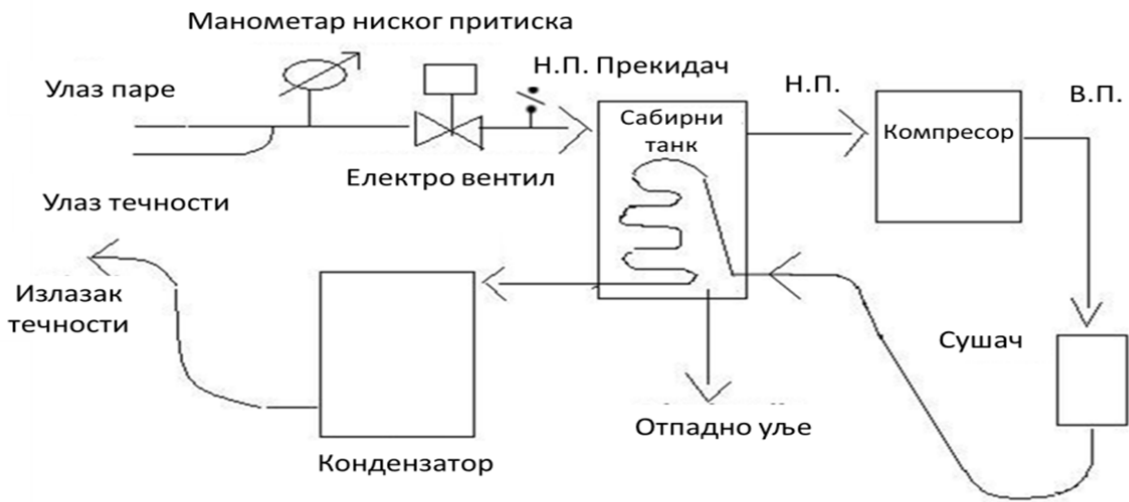 Манометар ниског притиска
Улаз паре
Н.П. Прекидач
Н.П.
В.П.
Сабирни
танк
Компресор
Електро вентил
Улаз течности
Излазак
течности
Сушач
Отпадно уље
Кондензатор